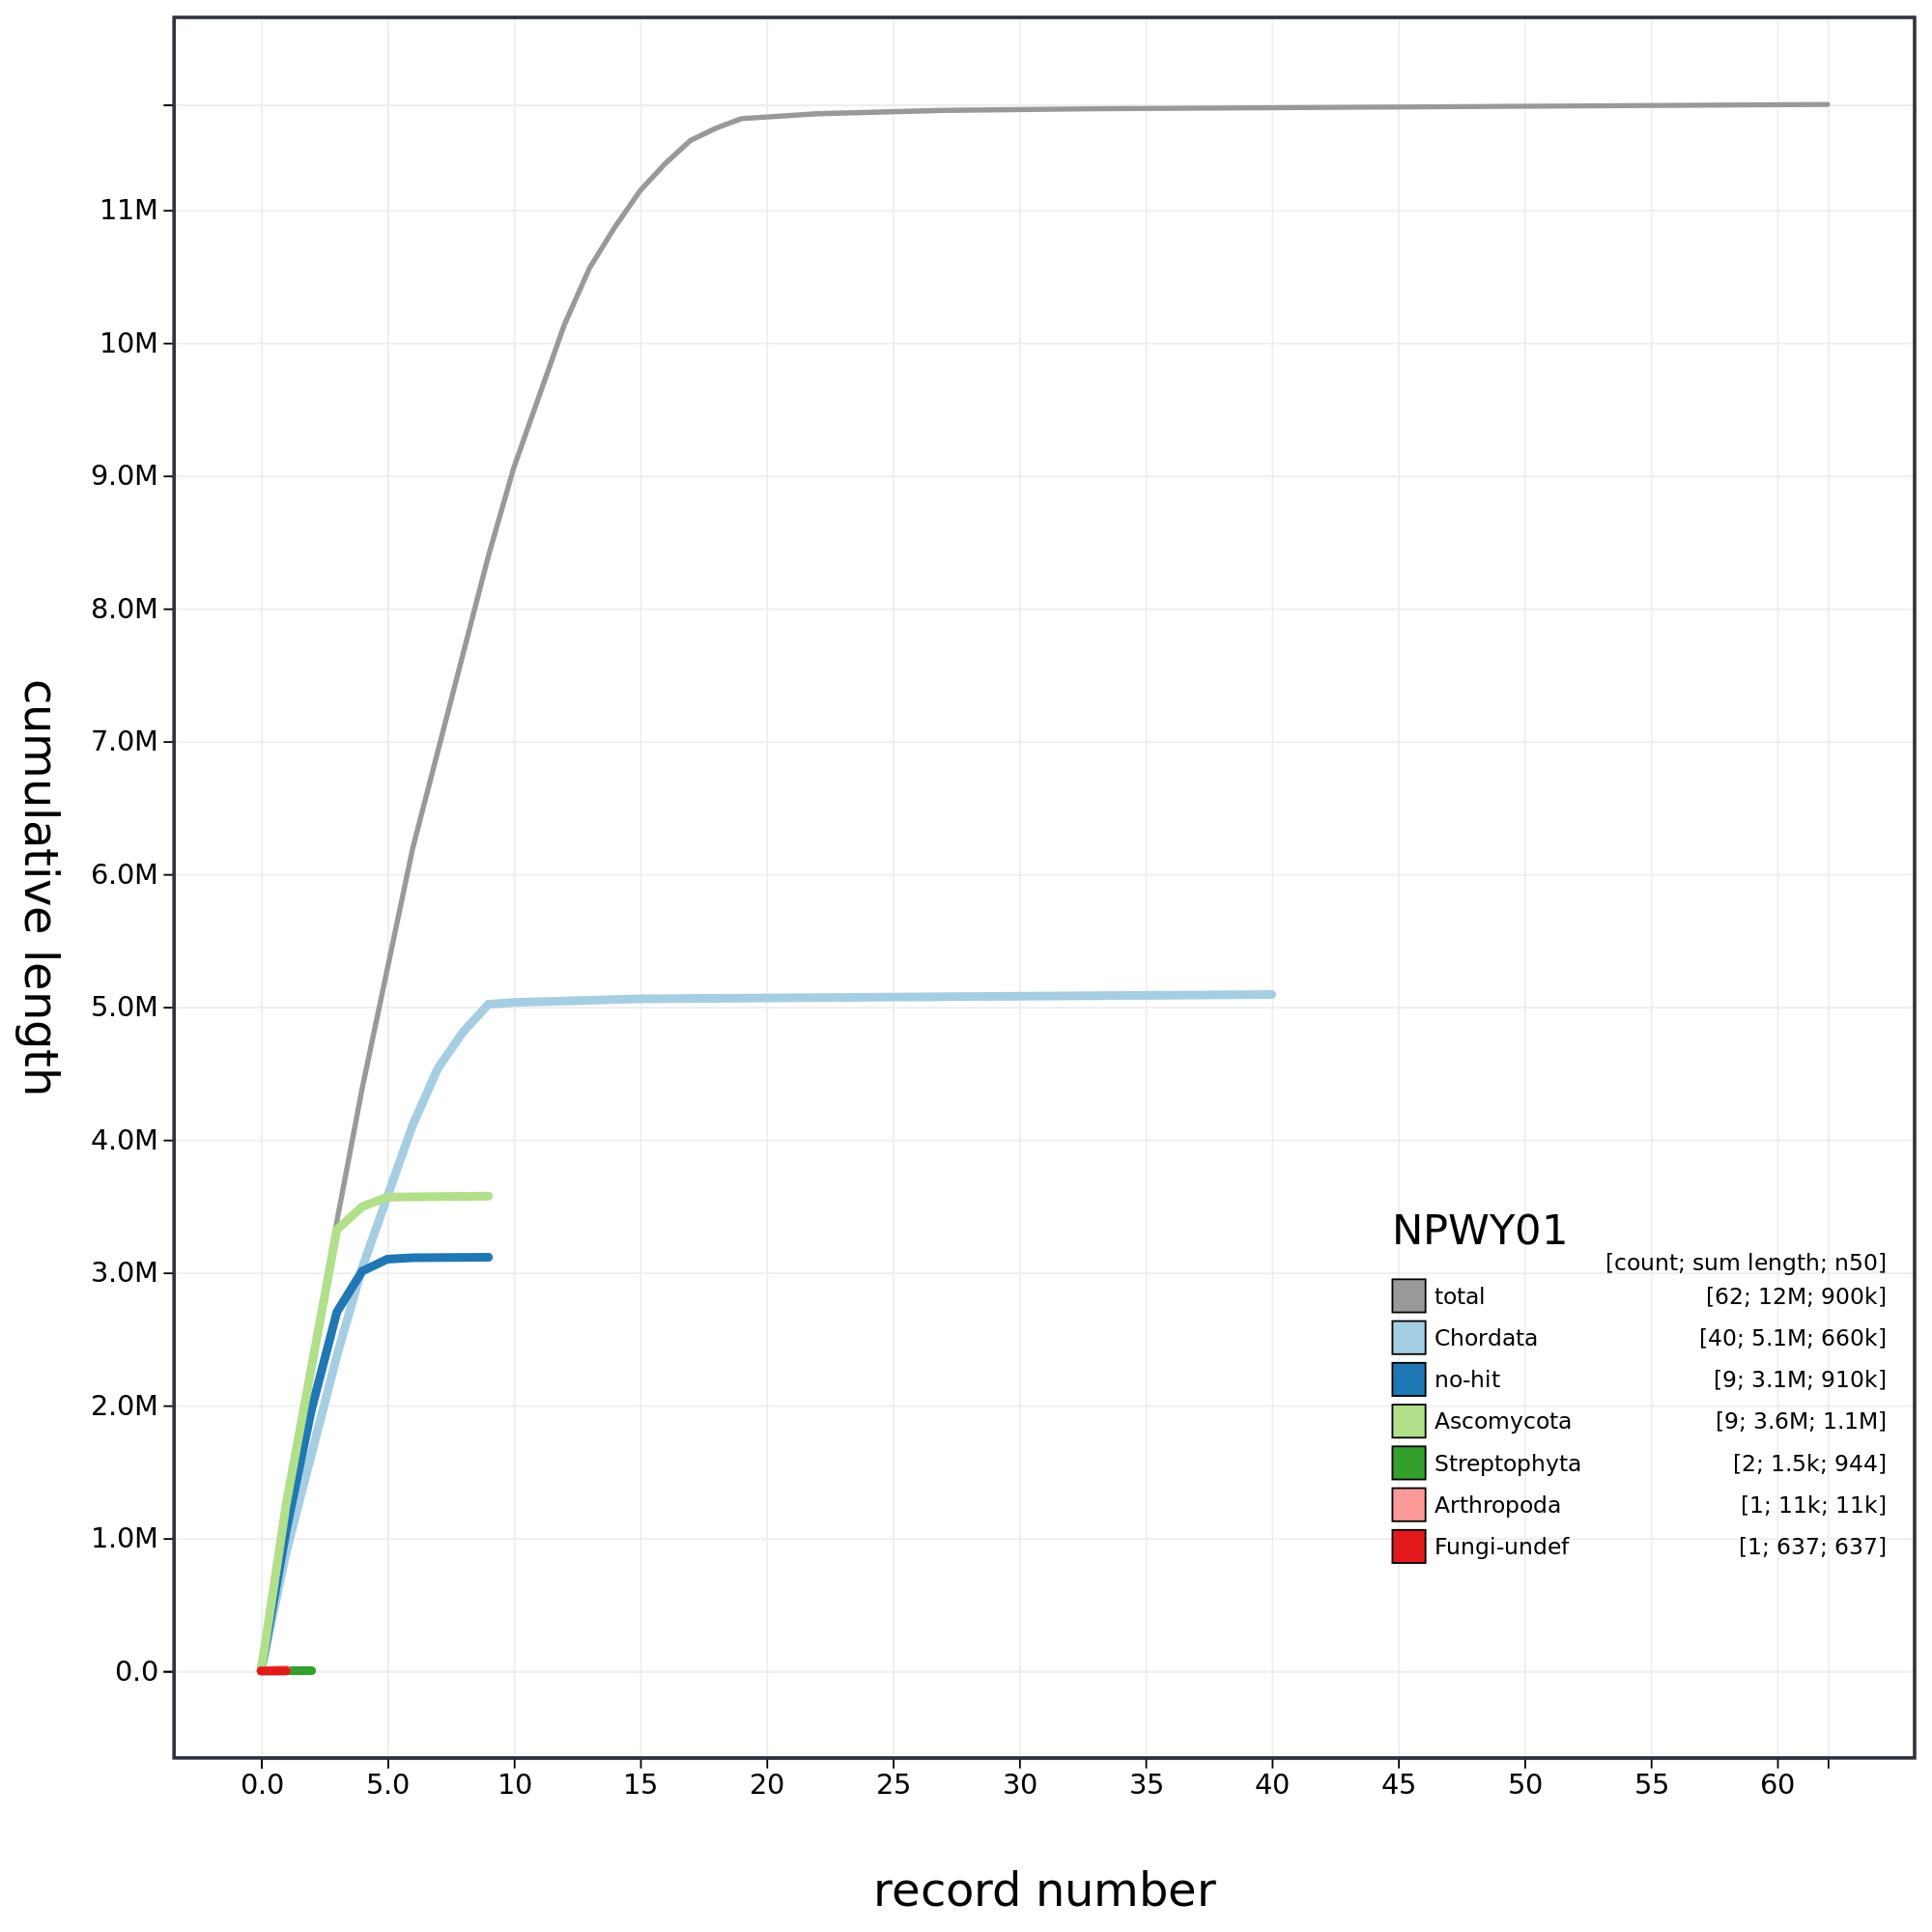 11M
10M
9.0M
8.0M
7.0M
6.0M
5.0M
4.0M
3.0M
2.0M
1.0M
0.0
cumulative length
NPWY01
[count; sum length; n50]
total [62; 12M; 900k]
Chordata [40; 5.1M; 660k]
no-hit [9; 3.1M; 910k]
Ascomycota [9; 3.6M; 1.1M]
Streptophyta [2; 1.5k; 944]
Arthropoda [1; 11k; 11k]
Fungi-undef [1; 637; 637]
0.0 5.0 10 15 20 25 30 35 40 45 50 55 60
record number